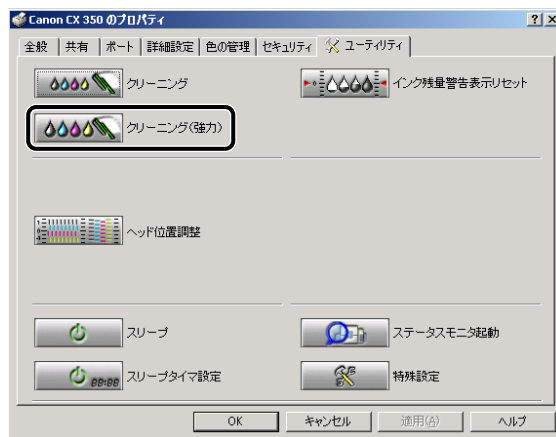 Canon CX 350 のプロパティ
全般 共有 ポート 詳細設定 色の管理 セキュリティ ユーティリティ
クリーニング インク残量警告表示リセット
クリーニング(強力)
ヘッド位置調整
スリープ ステータスモニタ起動
スリープタイマ設定 特殊設定
OK キャンセル 適用(A) ヘルプ